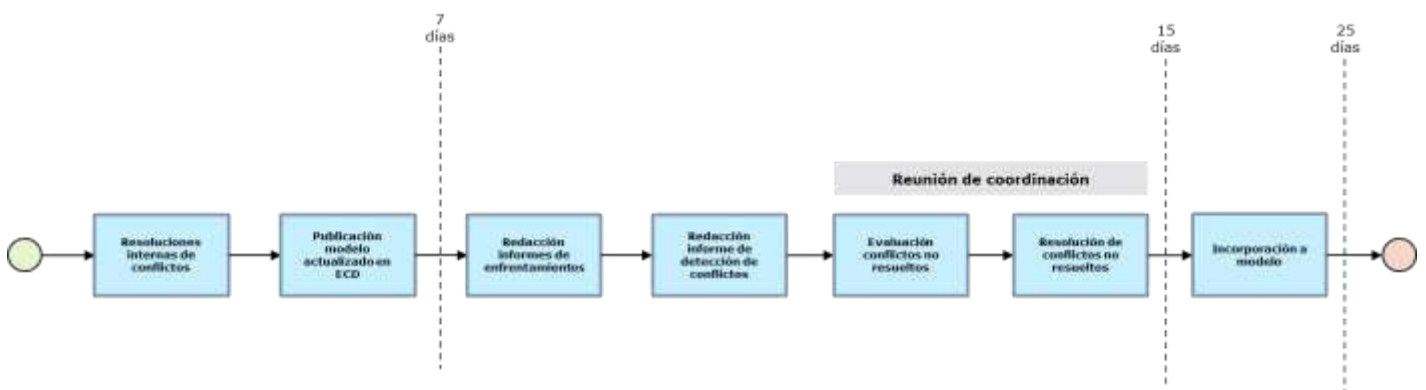 7
días
15
días
25
días
Reunión de coordinación
Resoluciones
internas de
conflictos
Publicación
modelo
actualizado en
ECD
Redacción
informes de
enfrentamientos
Redacción
informe de
detección de
conflictos
Evaluación
conflictos no
resueltos
Resolución de
conflictos no
resueltos
Incorporación a
modelo